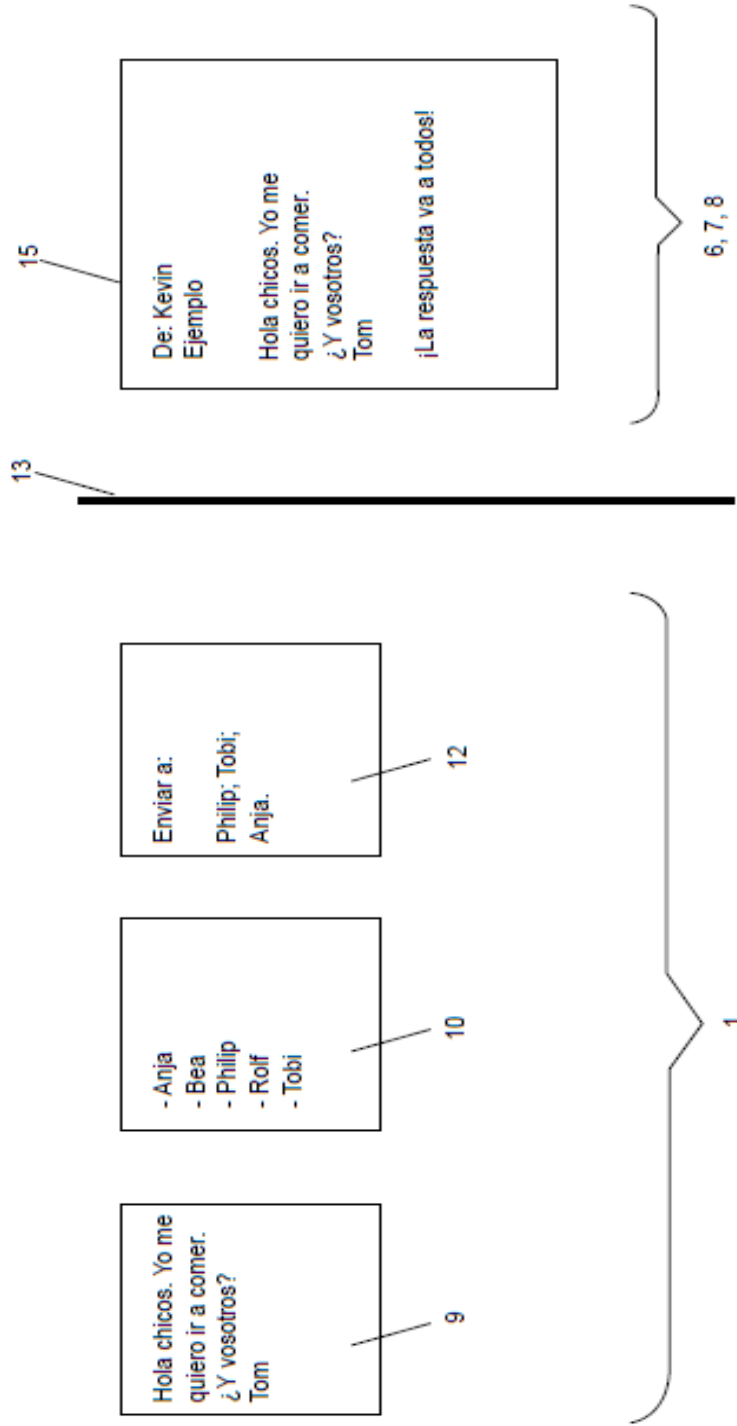 Hola chicos. Yo me
quiero ir a comer.
¿Y vosotros?
Tom
9
- Anja
- Bea
- Philip
- Rolf
- Tobi
10
Enviar a:
Philip; Tobi;
Anja.
12
1
13
15
De: Kevin
Ejemplo
Hola chicos. Yo me
quiero ir a comer.
¿Y vosotros?
Tom
¡La respuesta va a todos!
6, 7, 8